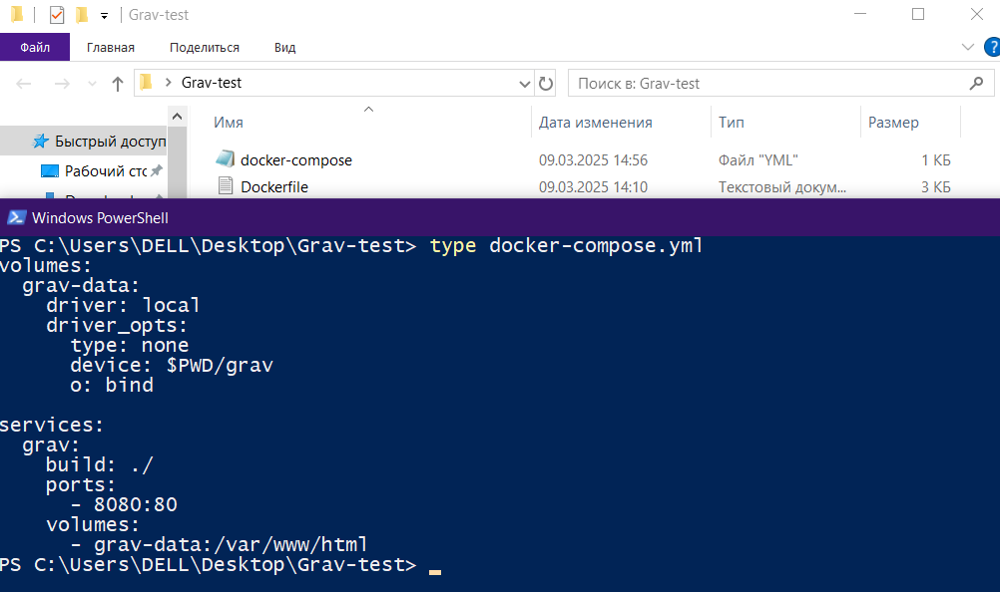 Grav-test
Файл Главная Поделиться Вид
Grav-test Поиск в: Grav-test
Имя Дата изменения Тип Размер
Быстрый доступ
docker-compose 09.03.2025 14:56 Файл "YML" 1 КБ
Рабочий стс
Dockerfile 09.03.2025 14:10 Текстовый докум... 3 КБ
Windows PowerShell
PS C:\Users\DELL\Desktop\Grav-test> type docker-compose.yml
volumes:
  grav-data:
    driver: local
    driver_opts:
      type: none
      device: $PWD/grav
      o: bind

services:
  grav:
    build: ./
    ports:
      - 8080:80
    volumes:
      - grav-data:/var/www/html
PS C:\Users\DELL\Desktop\Grav-test>